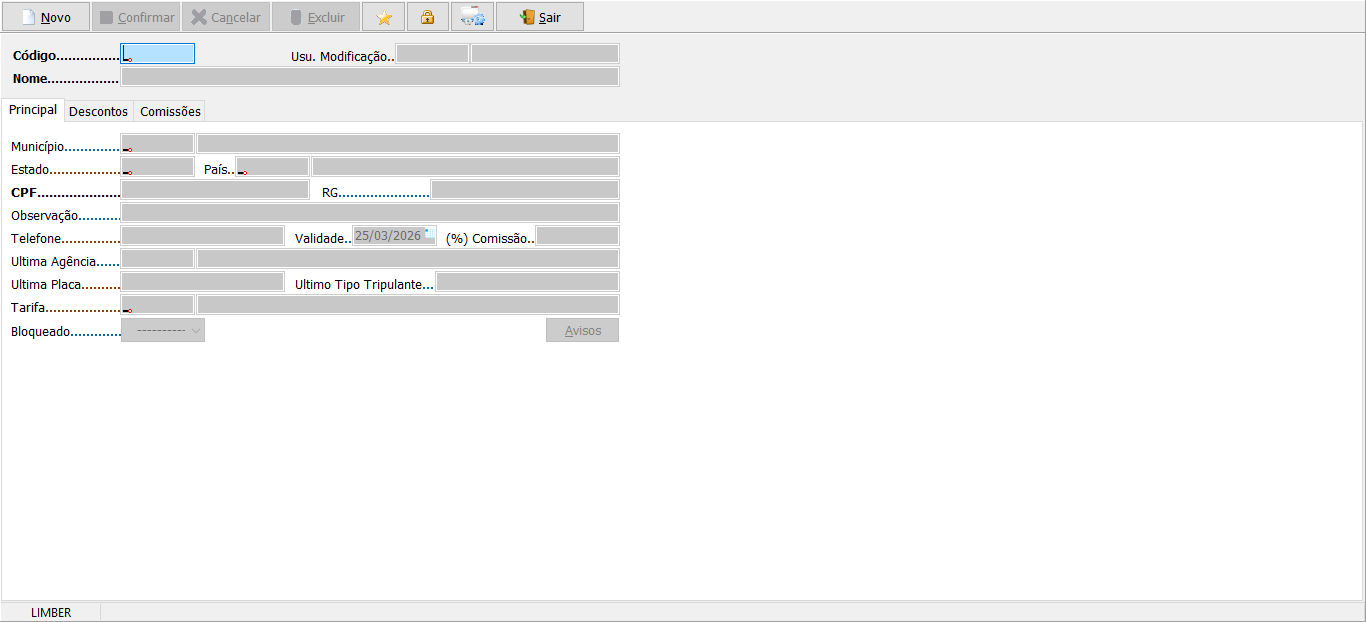 Novo Confirmar Cancelar Excluir Sair
Código................ Usu. Modificação..
Nome..................
Principal Descontos Comissões
Município..............
Estado.................. País..
CPF..................... RG......................
Observação..........
Telefone.............. Validade.. 25/03/2026 (%) Comissão..
Ultima Agência......
Ultima Placa......... Ultimo Tipo Tripulante...
Tarifa...................
Bloqueado............. ---------- Avisos
LIMBER